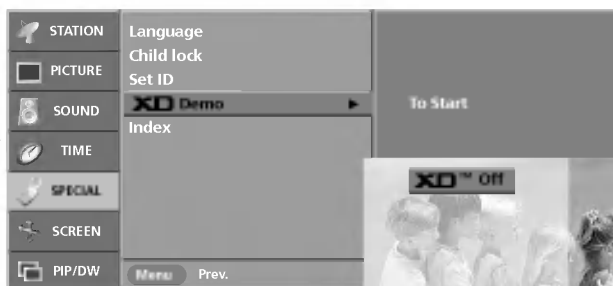 STATION
PICTURE
SOUND
TIME
SPECIAL
SCREEN
PIP/DW
Language
Child lock
Set ID
XD Demo
Index
Menu Prev.
To Start
XD™ Off